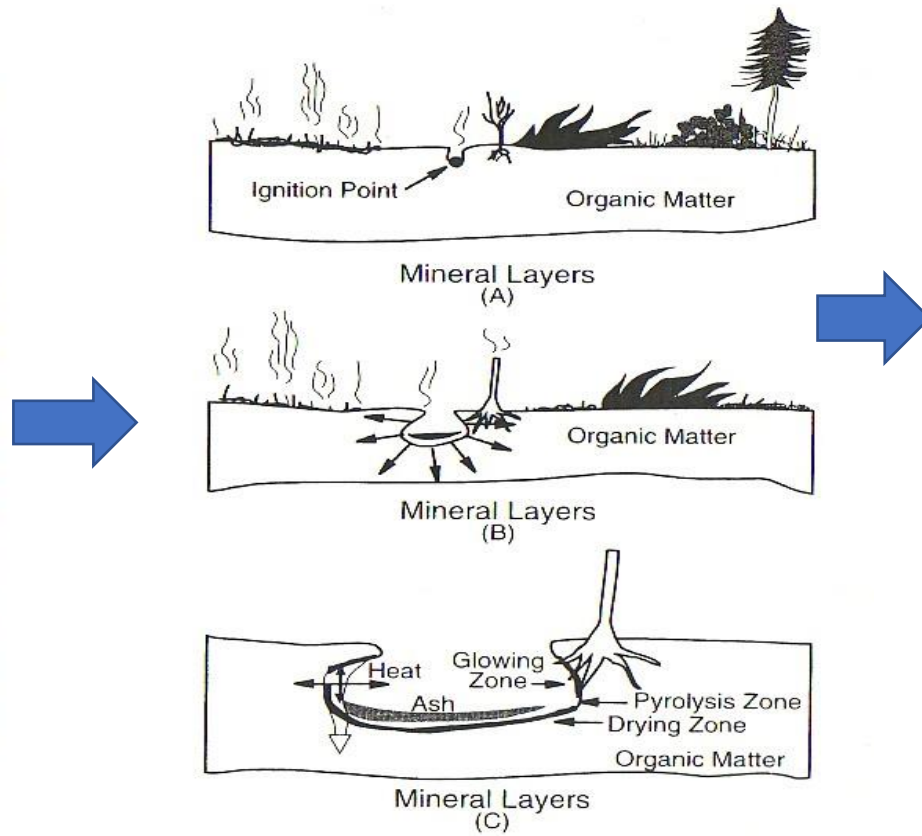 Ignition Point
Organic Matter
Mineral Layers
(A)
Organic Matter
Mineral Layers
(B)
Heat
Glowing
Zone
Ash
Pyrolysis Zone
Drying Zone
Organic Matter
Mineral Layers
(C)